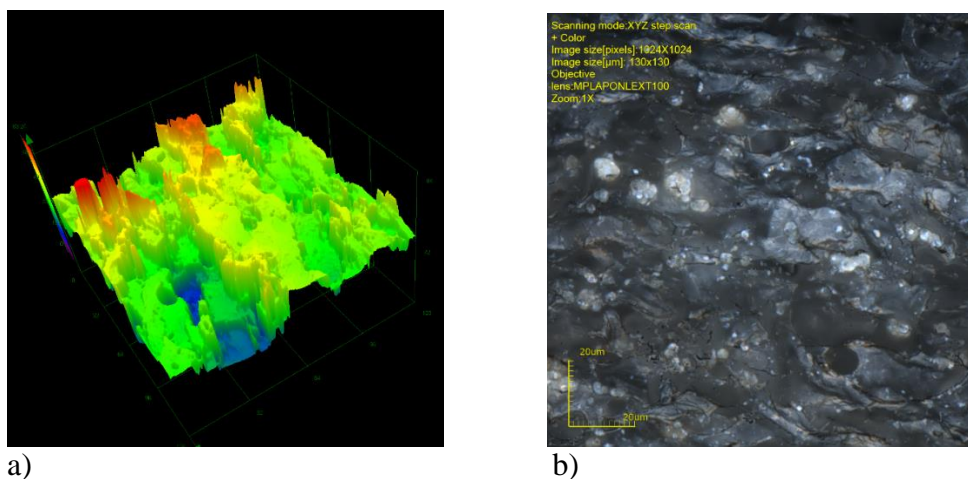 Scanning mode:XYZ step scan
+ Color
Image size[pixels]:1024X1024
Image size[µm]: 130x130
Objective
lens:MPLAPONLEXT100
Zoom:1X
20um
20um
a)
b)